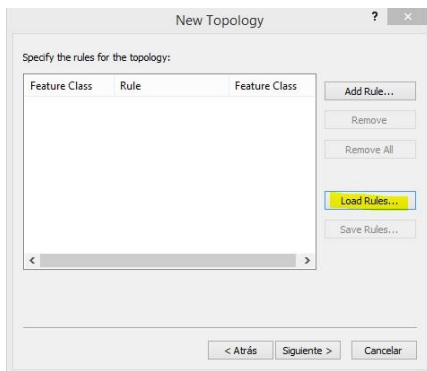 New Topology
?
×
Specify the rules for the topology:
Feature Class Rule Feature Class
Add Rule...
Remove
Remove All
Load Rules...
Save Rules...
< >
< Atrás Siguiente > Cancelar